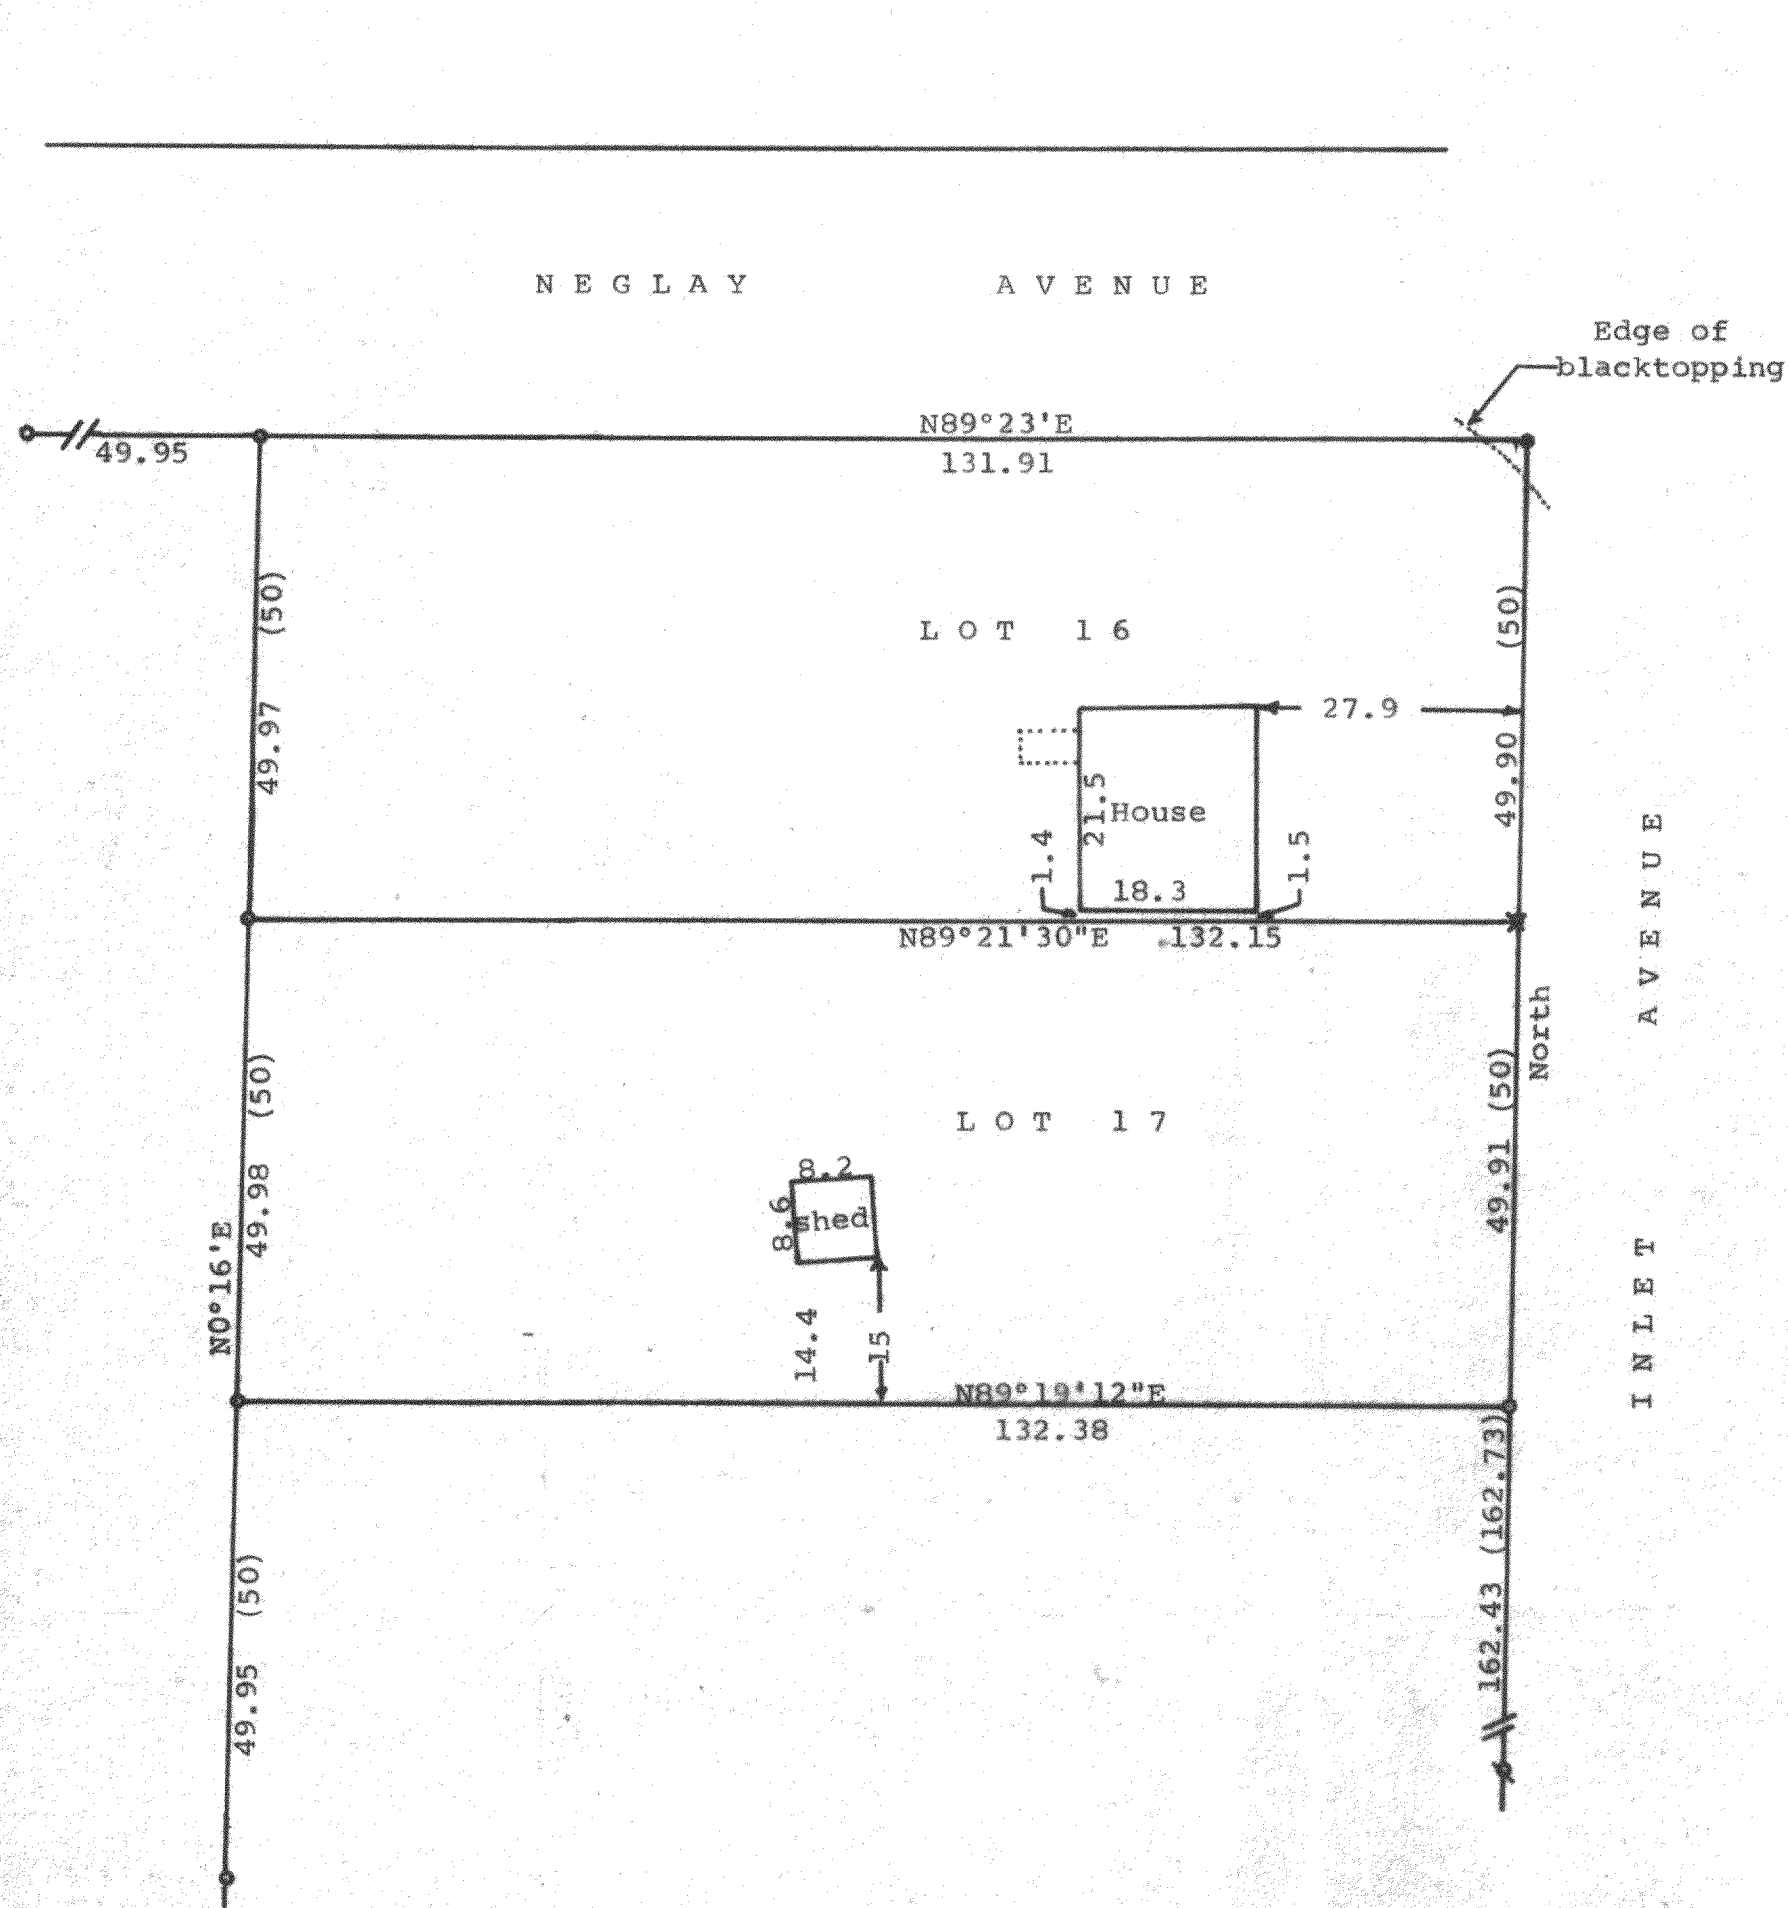 NEGLAY AVENUE
Edge of
blacktopping
N89°23'E
49.95
131.91
(50)
49.97
LOT 16
(50)
49.90
27.9
21.5
House
1.4
18.3
1.5
N89°21'30"E 132.15
North
AVENUE
INLET
(50)
49.98
N0°16'E
LOT 17
49.91 (50)
8.2
8.6
shed
14.4
15
N89°19'12"E
132.38
49.95 (50)
162.43 (162.73)